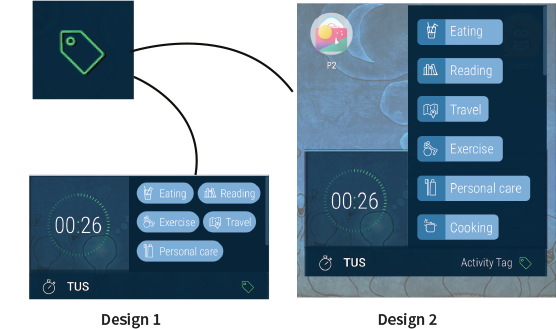 00:26
Eating Reading
Exercise Travel
Personal care
TUS
Design 1
P2
Eating
Reading
Travel
Exercise
Personal care
Cooking
00:26
TUS Activity Tag
Design 2